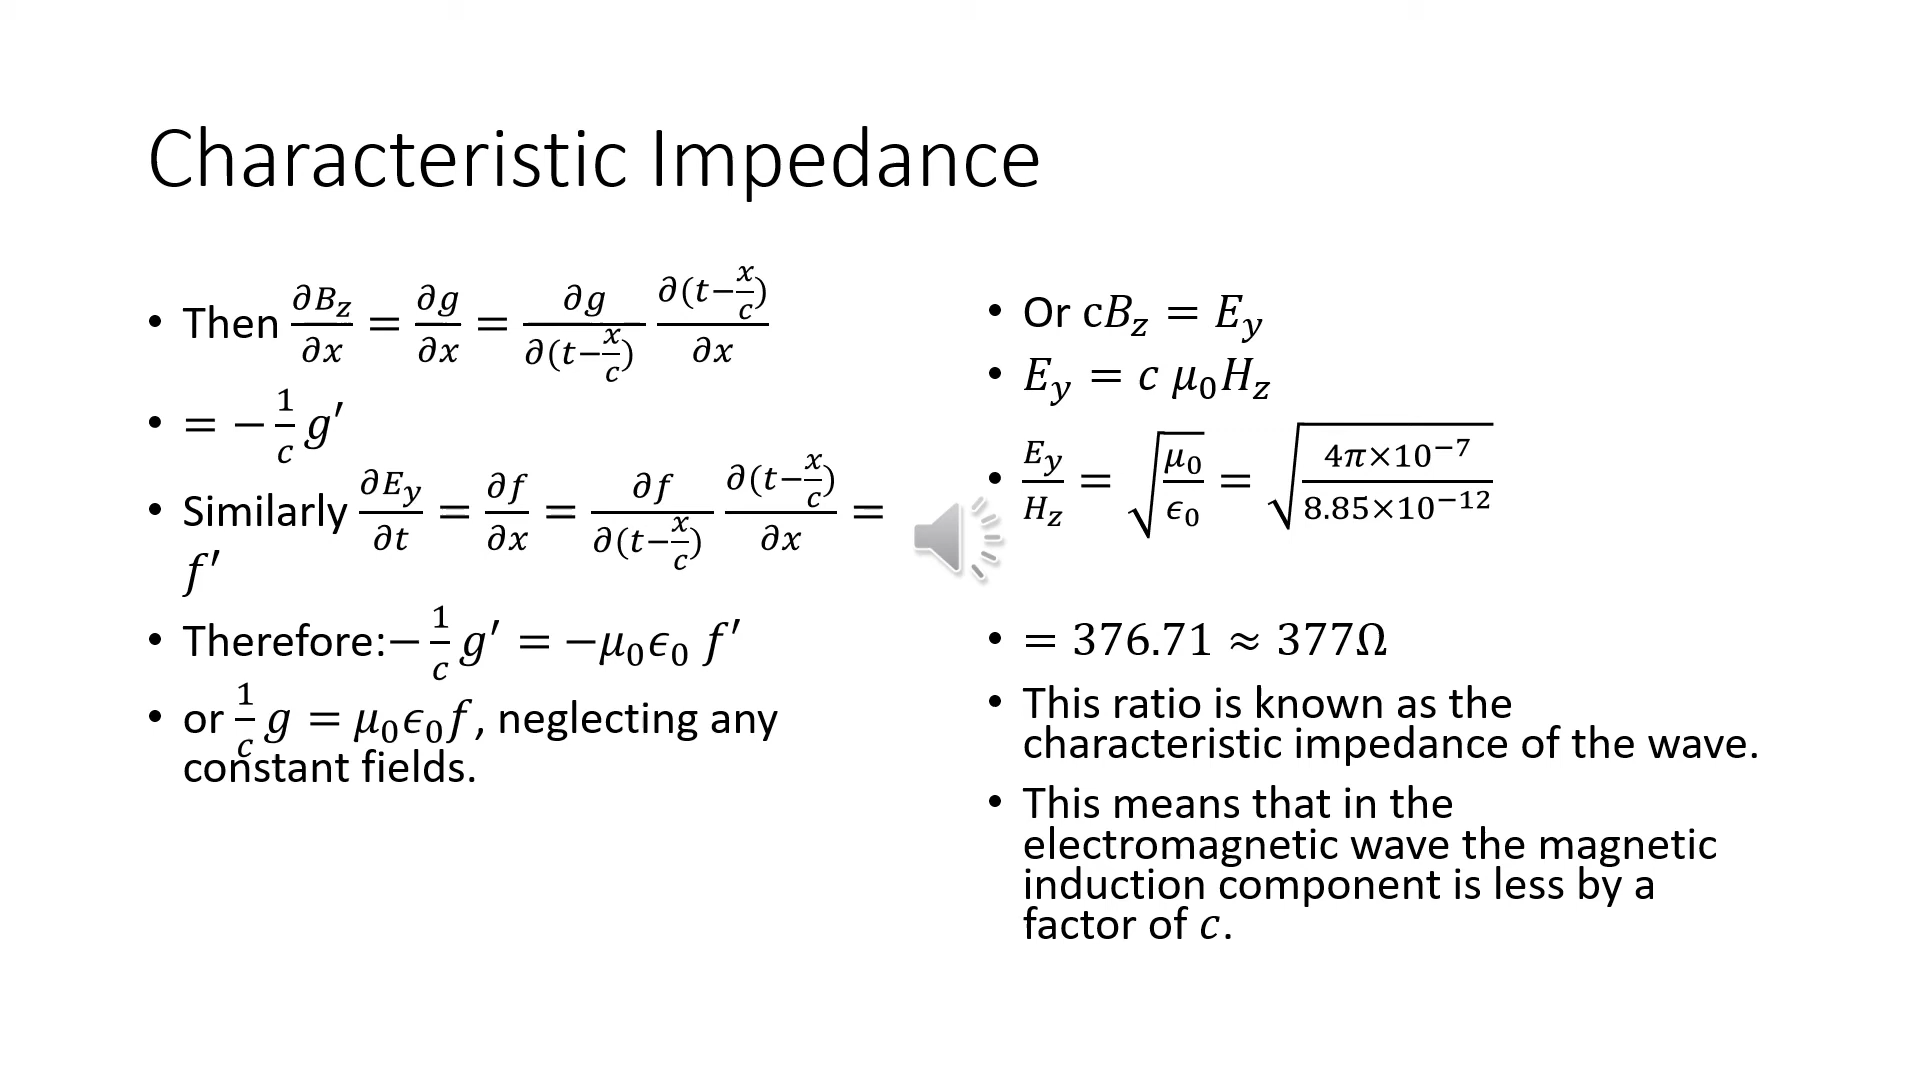 Characteristic Impedance
• Then ∂B_z/∂x = ∂g/∂x = ∂g/∂(t−x/c) ∂(t−x/c)/∂x
• = −1/c g′
• Similarly ∂E_y/∂t = ∂f/∂x = ∂f/∂(t−x/c) ∂(t−x/c)/∂x =
f′
• Therefore:−1/c g′ = −μ₀ϵ₀ f′
• or 1/c g = μ₀ϵ₀f, neglecting any
constant fields.
• Or cB_z = E_y
• E_y = c μ₀H_z
• E_y/H_z = √(μ₀/ϵ₀) = √(4π×10⁻⁷/8.85×10⁻¹²)
• = 376.71 ≈ 377Ω
• This ratio is known as the
characteristic impedance of the wave.
• This means that in the
electromagnetic wave the magnetic
induction component is less by a
factor of c.